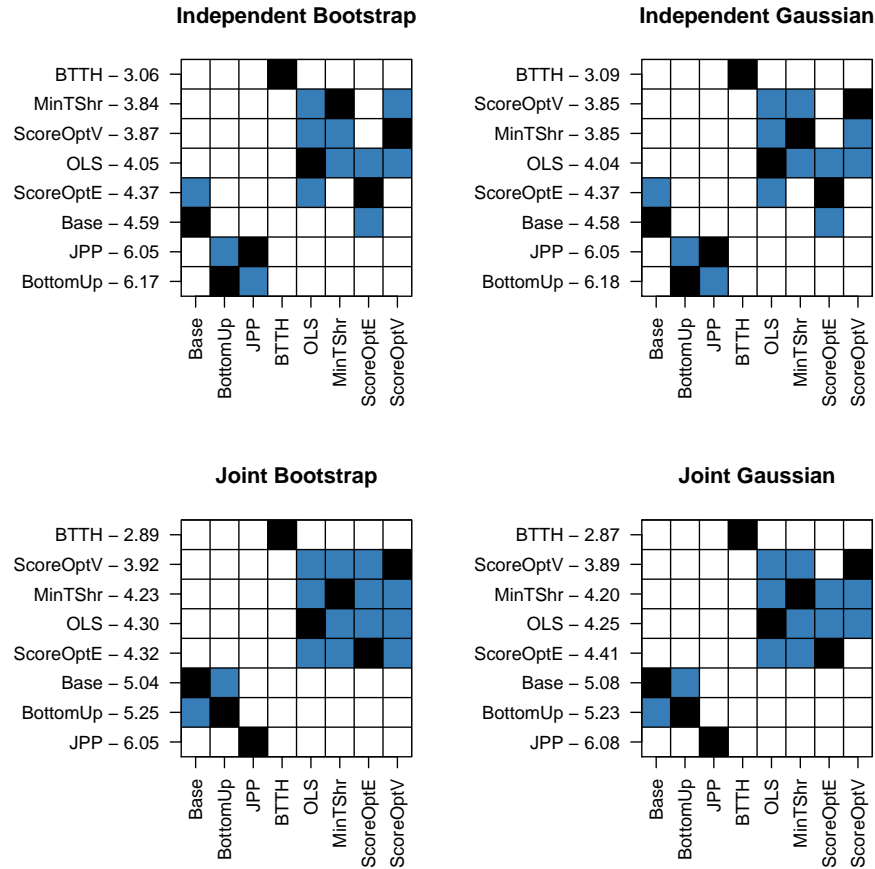 Independent Bootstrap
BTTH – 3.06
MinTShr – 3.84
ScoreOptV – 3.87
OLS – 4.05
ScoreOptE – 4.37
Base – 4.59
JPP – 6.05
BottomUp – 6.17
Base
BottomUp
JPP
BTTH
OLS
MinTShr
ScoreOptE
ScoreOptV
Independent Gaussian
BTTH – 3.09
ScoreOptV – 3.85
MinTShr – 3.85
OLS – 4.04
ScoreOptE – 4.37
Base – 4.58
JPP – 6.05
BottomUp – 6.18
Base
BottomUp
JPP
BTTH
OLS
MinTShr
ScoreOptE
ScoreOptV
Joint Bootstrap
BTTH – 2.89
ScoreOptV – 3.92
MinTShr – 4.23
OLS – 4.30
ScoreOptE – 4.32
Base – 5.04
BottomUp – 5.25
JPP – 6.05
Base
BottomUp
JPP
BTTH
OLS
MinTShr
ScoreOptE
ScoreOptV
Joint Gaussian
BTTH – 2.87
ScoreOptV – 3.89
MinTShr – 4.20
OLS – 4.25
ScoreOptE – 4.41
Base – 5.08
BottomUp – 5.23
JPP – 6.08
Base
BottomUp
JPP
BTTH
OLS
MinTShr
ScoreOptE
ScoreOptV